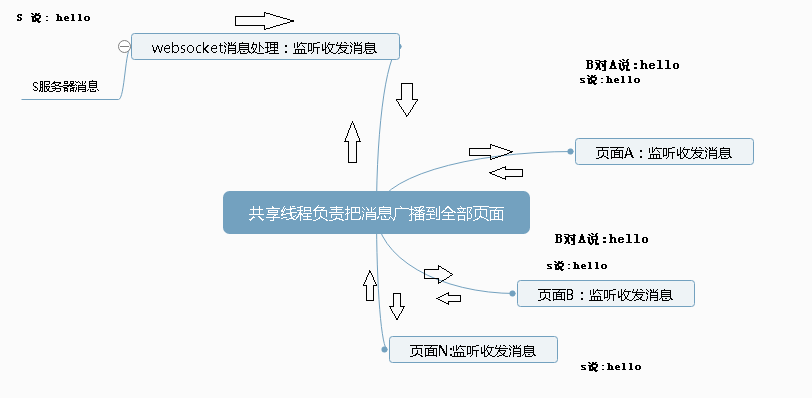 S 说: hello
websocket消息处理：监听收发消息
S服务器消息
B对A说:hello
s说:hello
页面A：监听收发消息
共享线程负责把消息广播到全部页面
B对A说:hello
s说:hello
页面B：监听收发消息
页面N:监听收发消息
s说:hello